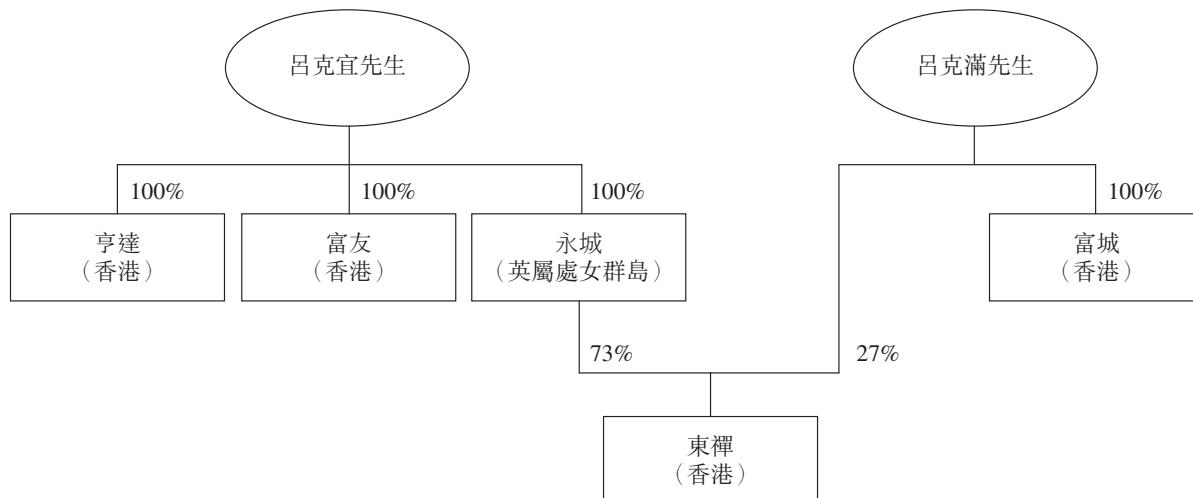 呂克宜先生
呂克滿先生
100%
100%
100%
100%
亨達
（香港）
富友
（香港）
永城
（英屬處女群島）
富城
（香港）
73%
27%
東禪
（香港）